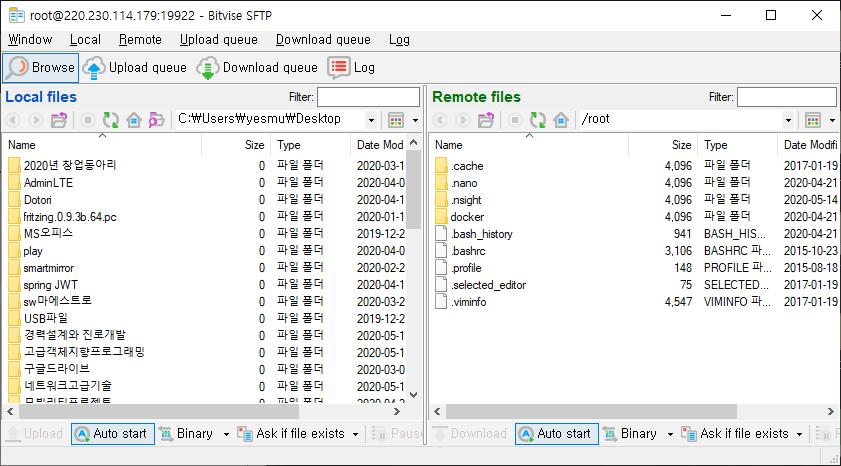 root@220.230.114.179:19922 - Bitvise SFTP
Window Local Remote Upload queue Download queue Log
Browse Upload queue Download queue Log
Local files Filter:
C:₩Users₩yesmu₩Desktop
Name Size Type Date Mod
2020년 창업동아리 0 파일 폴더 2020-03-1
AdminLTE 0 파일 폴더 2020-04-0
Dotori 0 파일 폴더 2020-04-1
fritzing.0.9.3b.64.pc 0 파일 폴더 2020-01-1
MS오피스 0 파일 폴더 2019-12-2
play 0 파일 폴더 2020-04-0
smartmirror 0 파일 폴더 2020-02-2
spring JWT 0 파일 폴더 2020-04-1
sw마에스트로 0 파일 폴더 2020-03-2
USB파일 0 파일 폴더 2019-12-2
경력설계와 진로개발 0 파일 폴더 2020-05-1
고급객체지향프로그래밍 0 파일 폴더 2020-05-1
구글드라이브 0 파일 폴더 2020-03-0
네트워크고급기술 0 파일 폴더 2020-05-1
모빌리티프로젝트 0 파일 폴더 2020-04-2
Upload Auto start Binary Ask if file exists Pause
Remote files Filter:
/root
Name Size Type Date Modifi
.cache 4,096 파일 폴더 2017-01-19
.nano 4,096 파일 폴더 2020-04-21
.nsight 4,096 파일 폴더 2020-05-14
docker 4,096 파일 폴더 2020-04-21
.bash_history 941 BASH_HIS... 2020-04-21
.bashrc 3,106 BASHRC 파... 2015-10-23
.profile 148 PROFILE 파... 2015-08-18
.selected_editor 75 SELECTED... 2017-01-19
.viminfo 4,547 VIMINFO 파... 2017-01-19
Download Auto start Binary Ask if file exists